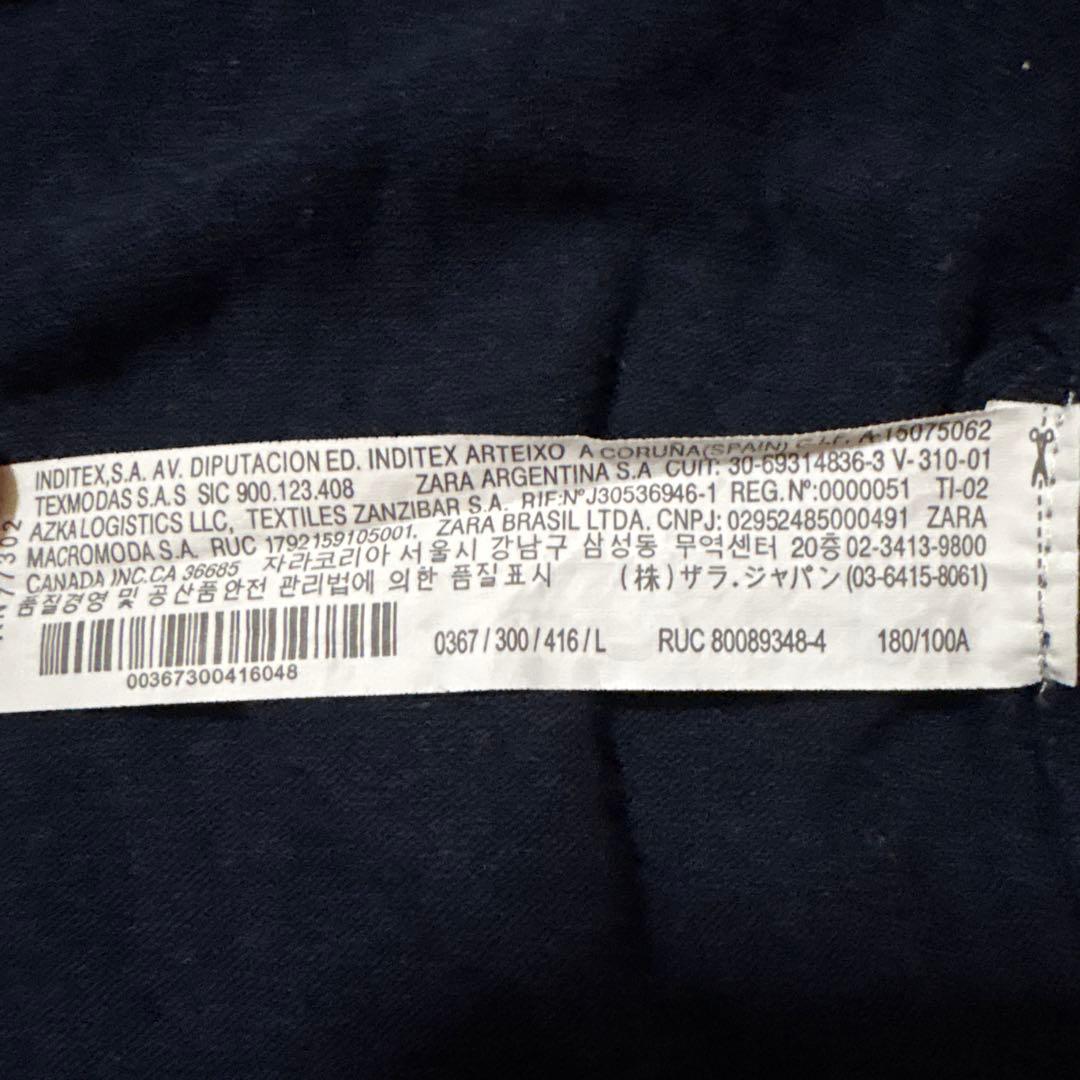 INDITEX,S.A. AV. DIPUTACION ED. INDITEX ARTEIXO A CORUÑA(SPAIN) C.I.F. A-15075062
TEXMODAS S.A.S SIC 900.123.408 ZARA ARGENTINA S.A CUIT: 30-69314836-3 V-310-01
AZKA LOGISTICS LLC, TEXTILES ZANZIBAR S.A. RIF:Nº J30536946-1 REG.Nº:0000051 TI-02
MACROMODA S.A. RUC 1792159105001. ZARA BRASIL LTDA. CNPJ: 02952485000491 ZARA
CANADA INC.CA 36685 자라코리아 서울시 강남구 삼성동 무역센터 20층 02-3413-9800
품질경영 및 공산품안전 관리법에 의한 품질표시 (株)ザラ.ジャパン(03-6415-8061)
00367300416048
0367/300/416/L RUC 80089348-4 180/100A
77302